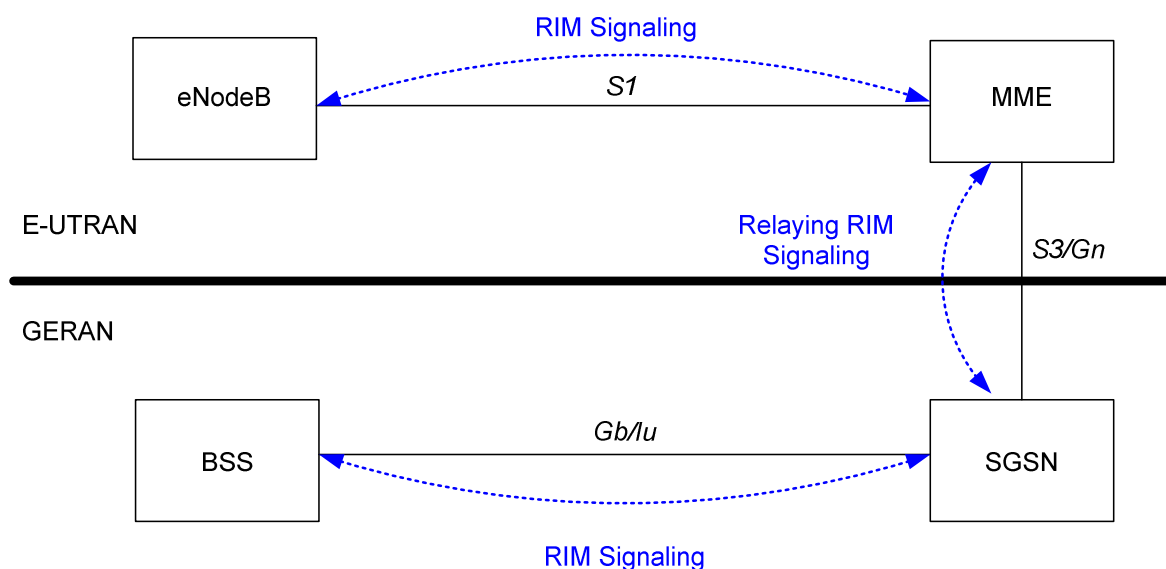 RIM Signaling
eNodeB
S1
MME
E-UTRAN
Relaying RIM
Signaling
S3/Gn
GERAN
BSS
Gb/Iu
SGSN
RIM Signaling